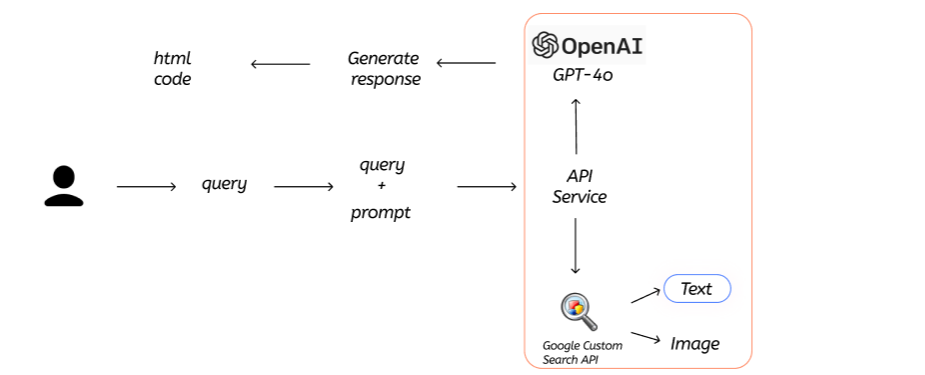 OpenAI
GPT-4o
html
code
Generate
response
query
query
+
prompt
API
Service
Text
Image
Google Custom
Search API